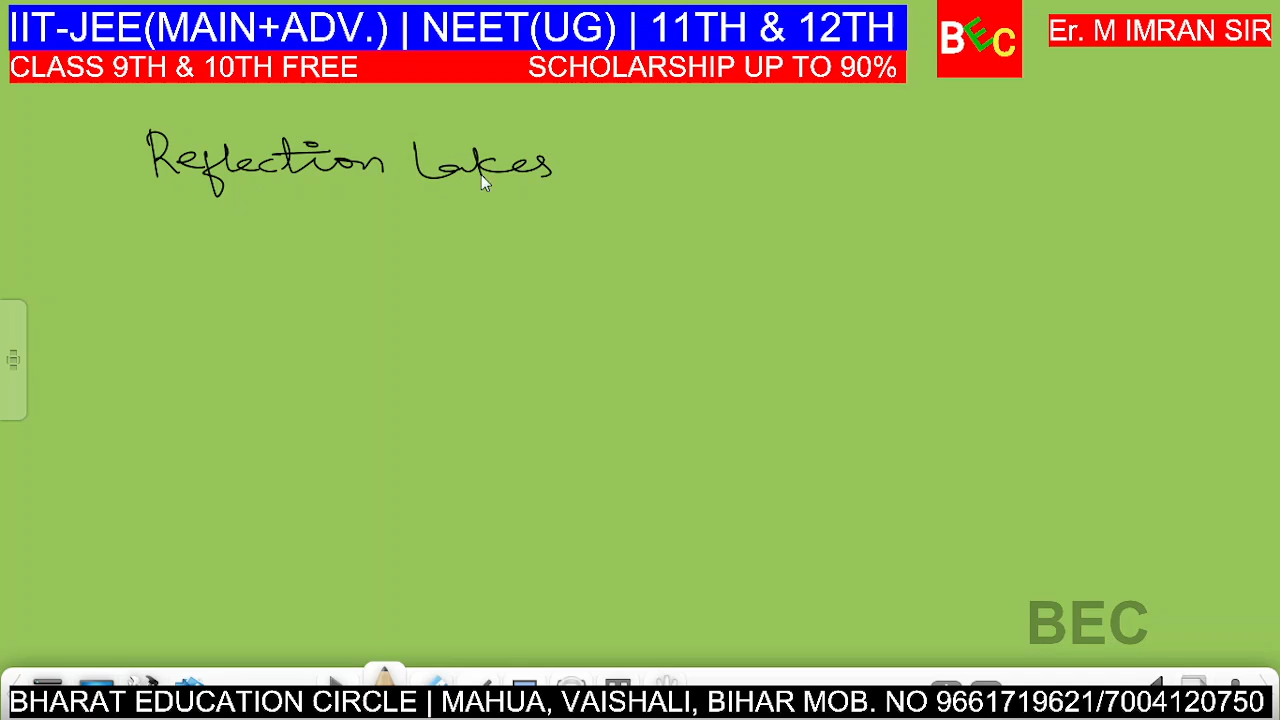 IIT-JEE(MAIN+ADV.) | NEET(UG) | 11TH & 12TH
CLASS 9TH & 10TH FREE SCHOLARSHIP UP TO 90%
BEC
Er. M IMRAN SIR
Reflection Lakes
BEC
BHARAT EDUCATION CIRCLE | MAHUA, VAISHALI, BIHAR MOB. NO 9661719621/7004120750